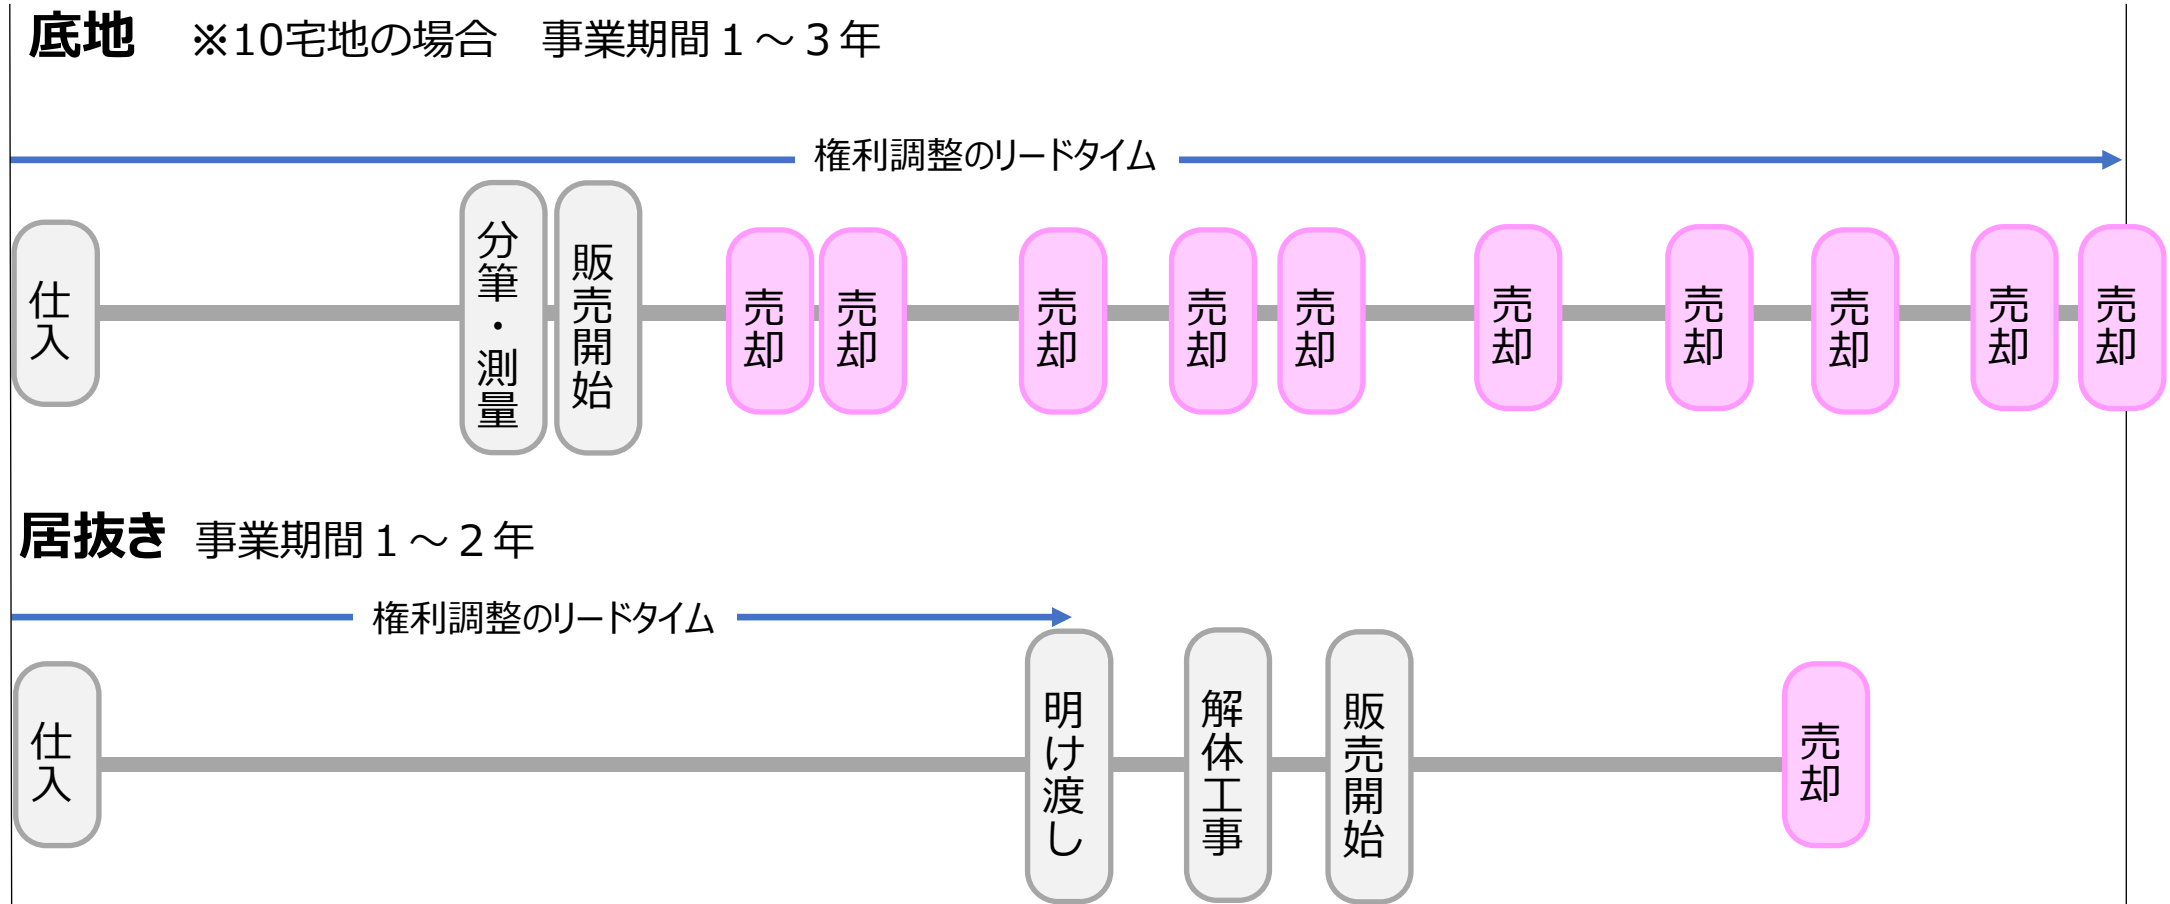 底地 ※10宅地の場合 事業期間1～3年
権利調整のリードタイム
仕入
分筆・測量
販売開始
売却
売却
売却
売却
売却
売却
売却
売却
売却
売却
居抜き 事業期間1～2年
権利調整のリードタイム
仕入
明け渡し
解体工事
販売開始
売却